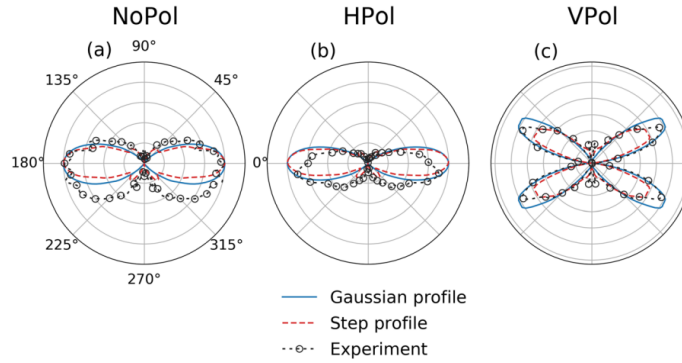 NoPol HPol VPol
(a) (b) (c)
90°
135° 45°
180° 0°
225° 315°
270°
Gaussian profile
Step profile
Experiment